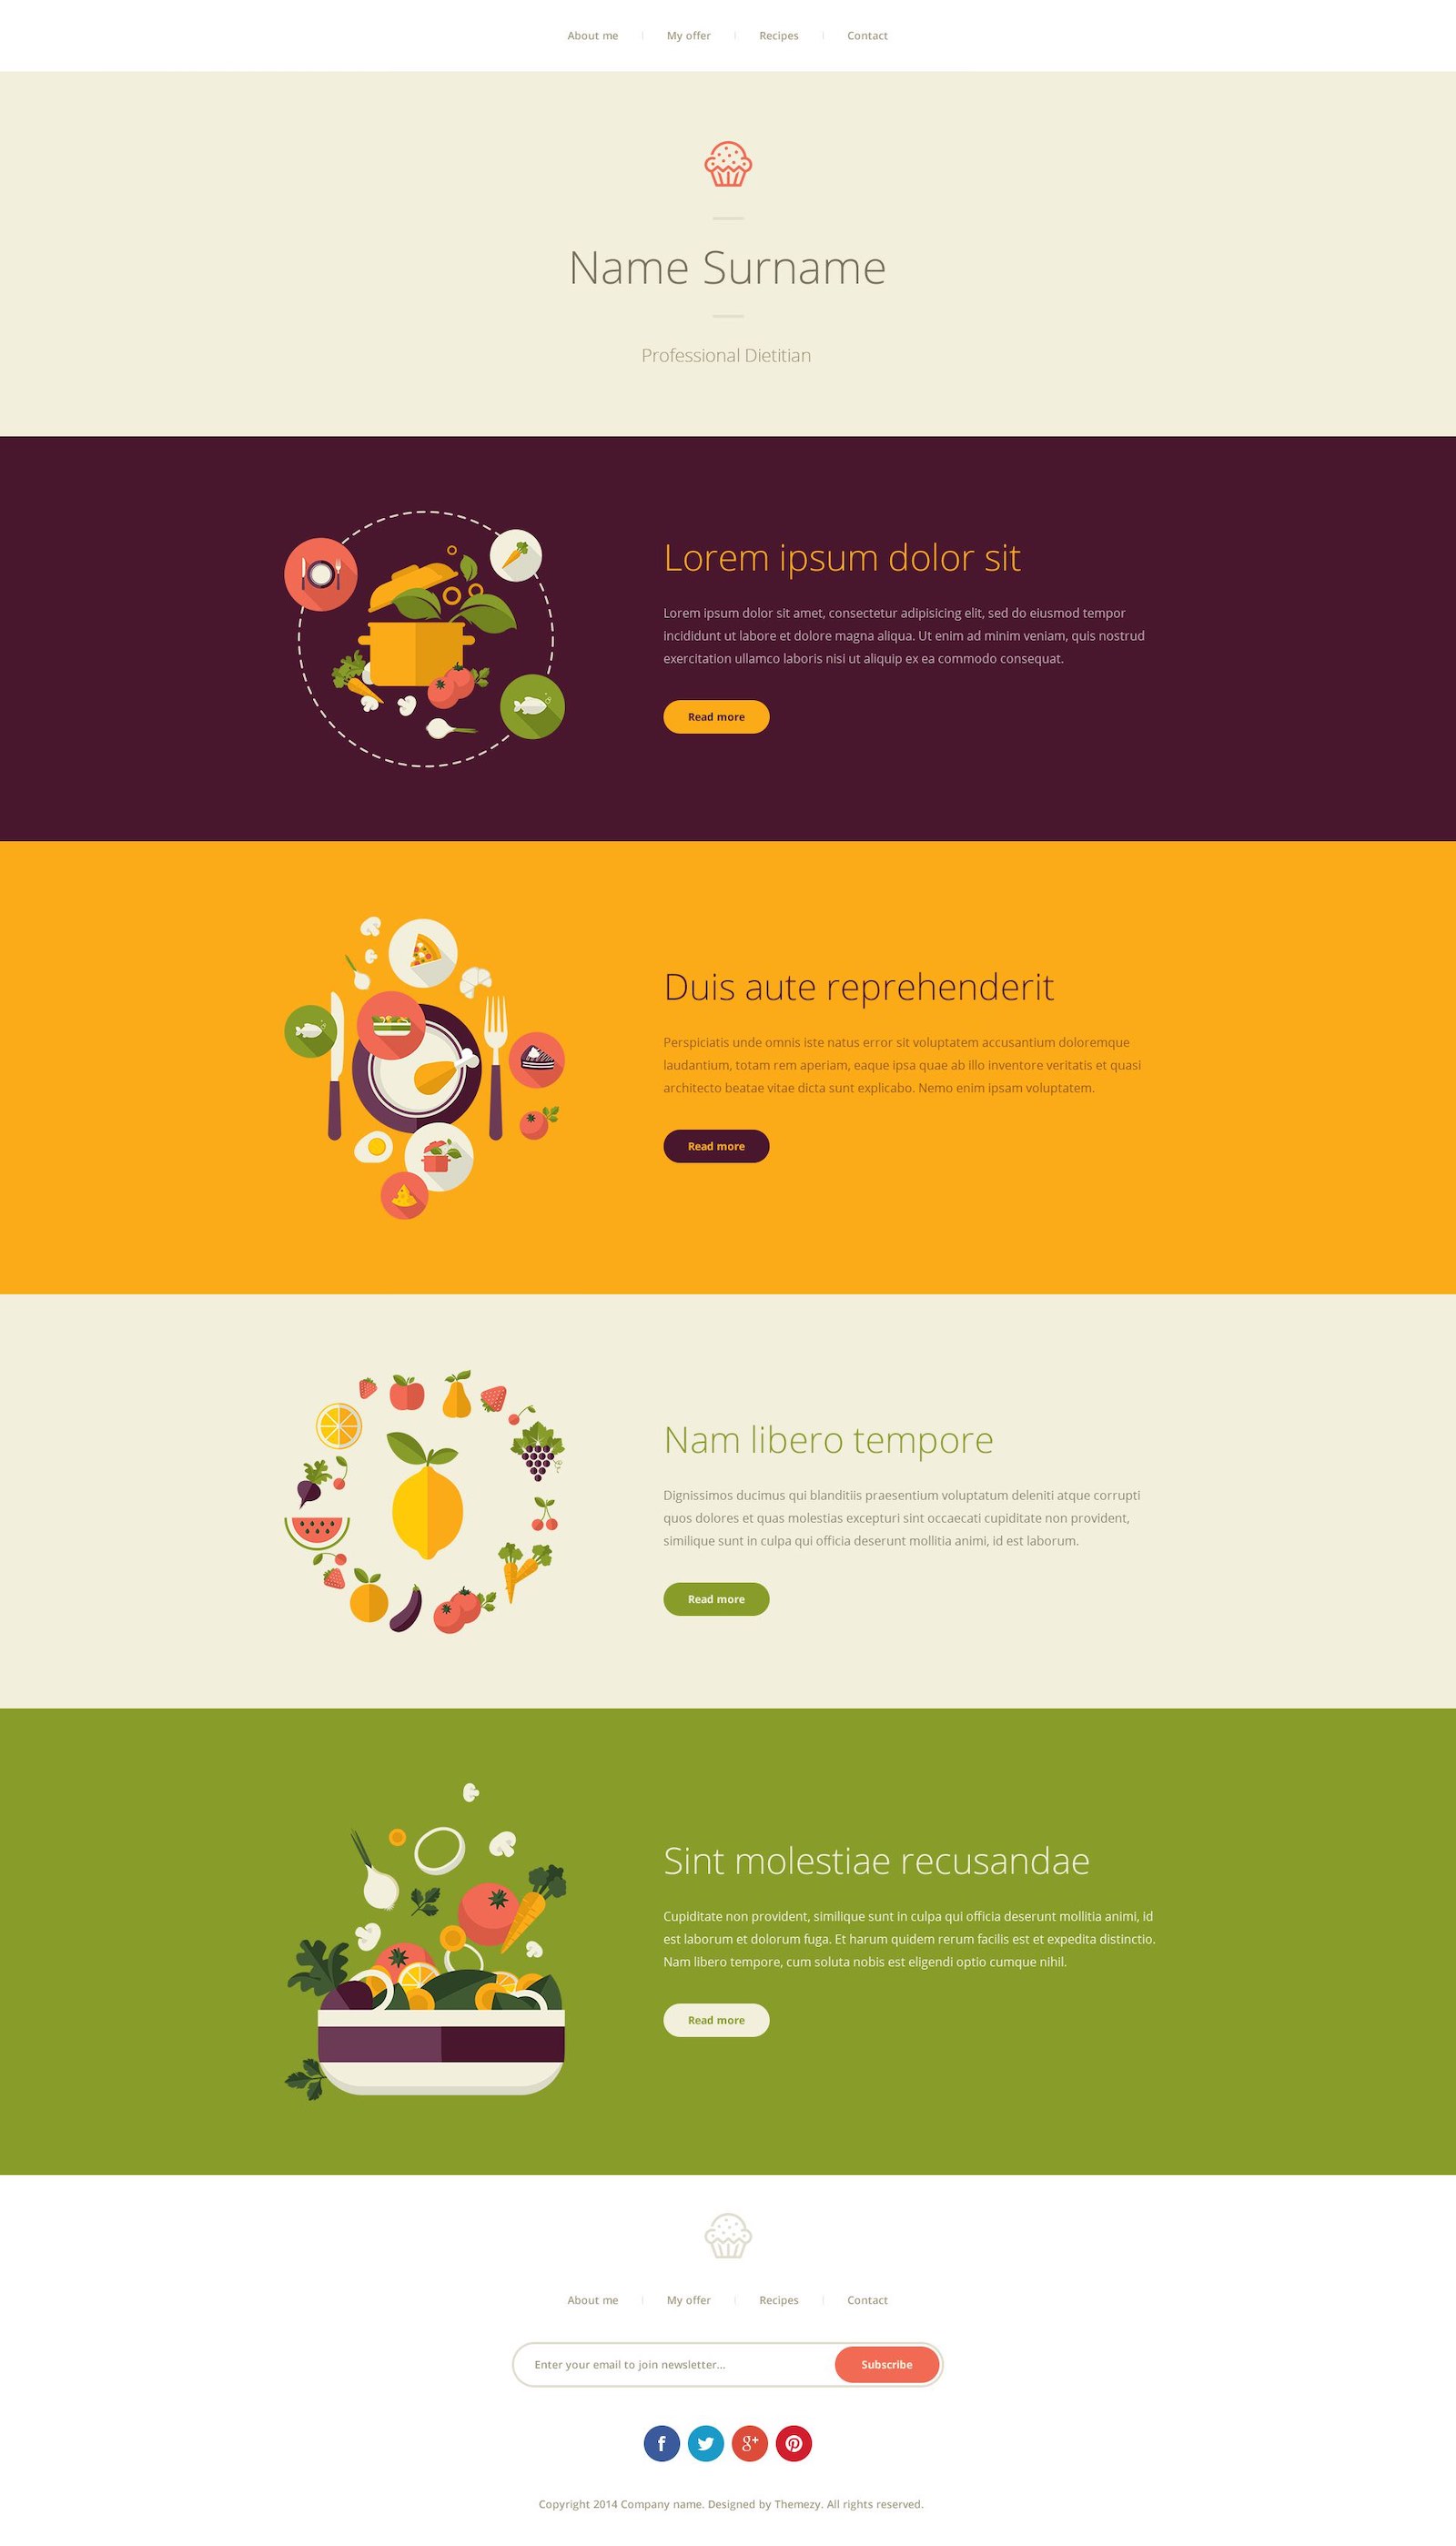 About me
My offer
Recipes
Contact
Name Surname
Professional Dietitian
Lorem ipsum dolor sit
Lorem ipsum dolor sit amet, consectetur adipisicing elit, sed do eiusmod tempor
incididunt ut labore et dolore magna aliqua. Ut enim ad minim veniam, quis nostrud
exercitation ullamco laboris nisi ut aliquip ex ea commodo consequat.
Read more
Duis aute reprehenderit
Perspiciatis unde omnis iste natus error sit voluptatem accusantium doloremque
laudantium, totam rem aperiam, eaque ipsa quae ab illo inventore veritatis et quasi
architecto beatae vitae dicta sunt explicabo. Nemo enim ipsam voluptatem.
Read more
Nam libero tempore
Dignissimos ducimus qui blanditiis praesentium voluptatum deleniti atque corrupti
quos dolores et quas molestias excepturi sint occaecati cupiditate non provident,
similique sunt in culpa qui officia deserunt mollitia animi, id est laborum.
Read more
Sint molestiae recusandae
Cupiditate non provident, similique sunt in culpa qui officia deserunt mollitia animi, id
est laborum et dolorum fuga. Et harum quidem rerum facilis est et expedita distinctio.
Nam libero tempore, cum soluta nobis est eligendi optio cumque nihil.
Read more
About me
My offer
Recipes
Contact
Enter your email to join newsletter...
Subscribe
f
g+
Copyright 2014 Company name. Designed by Themezy. All rights reserved.